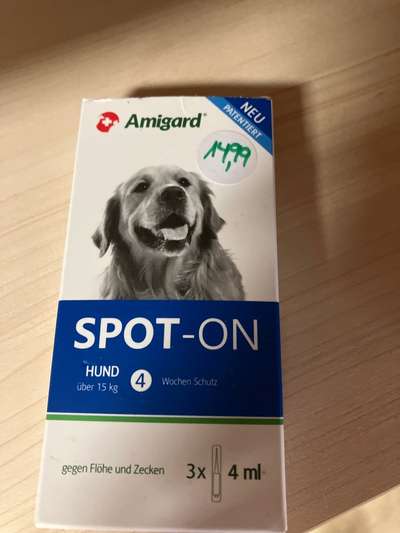 NEU
PATENTIERT
Amigard®
14,99
SPOT-ON
HUND
über 15 kg
4
Wochen Schutz
gegen Flöhe und Zecken
3x
4 ml